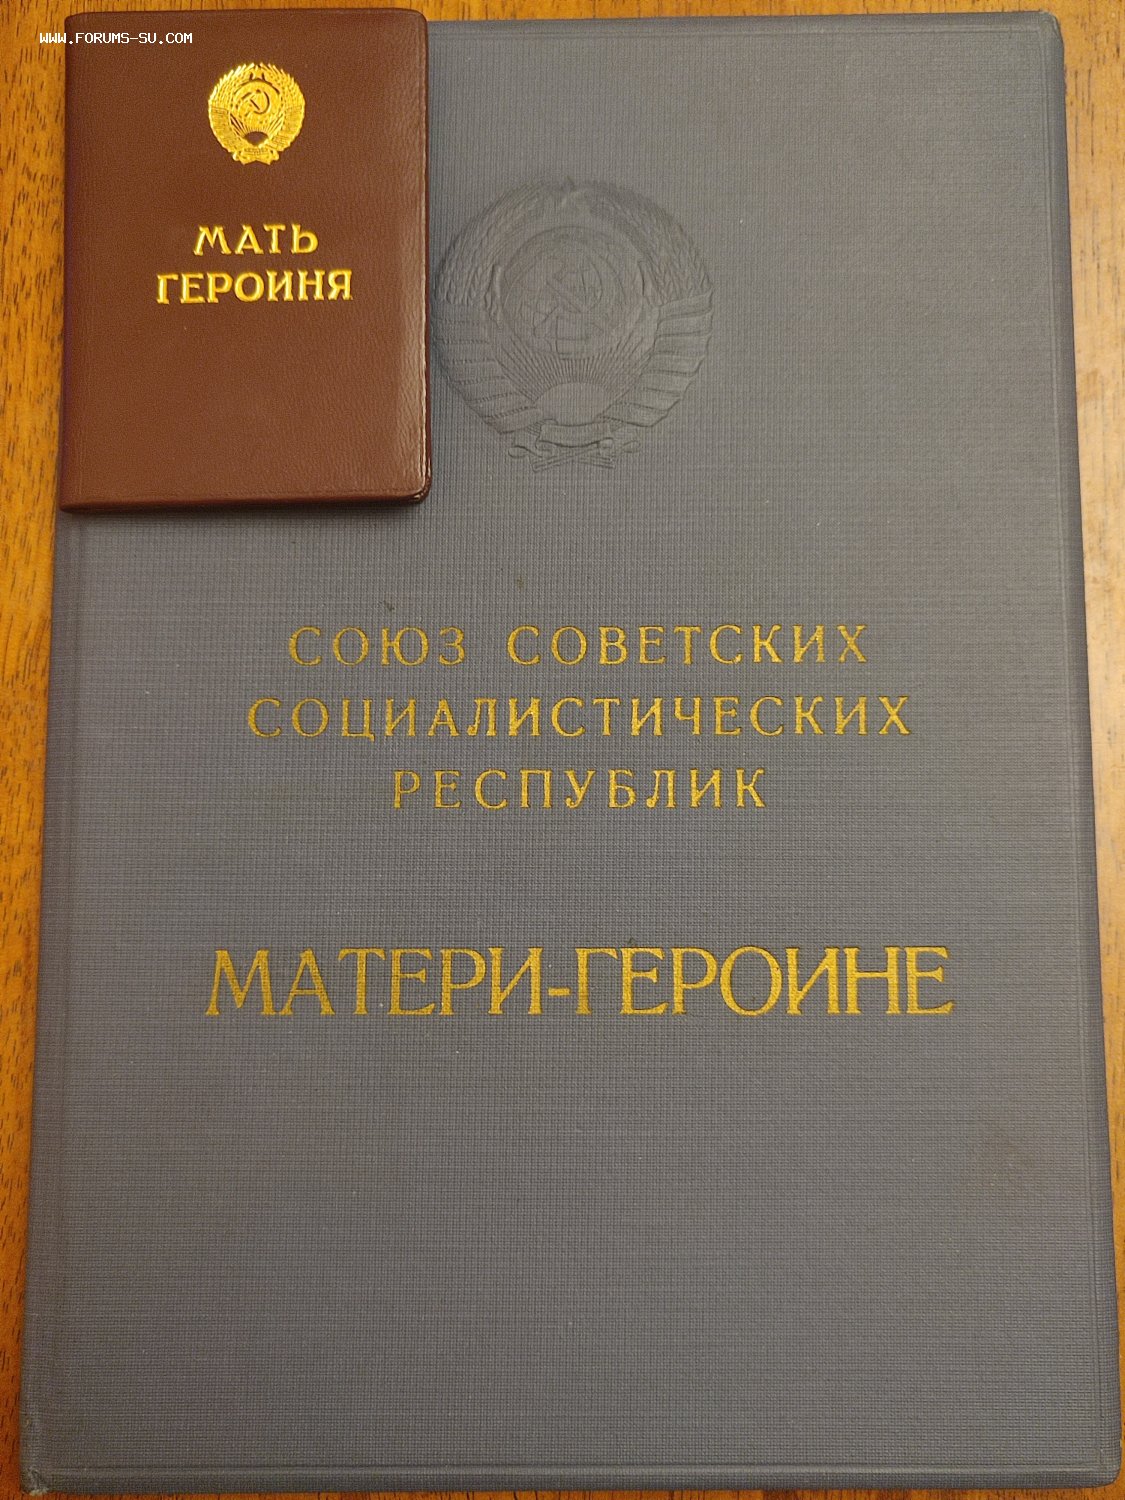 www.FORUMS-SU.COM
МАТЬ
ГЕРОИНЯ
СОЮЗ СОВЕТСКИХ
СОЦИАЛИСТИЧЕСКИХ
РЕСПУБЛИК
МАТЕРИ-ГЕРОИНЕ